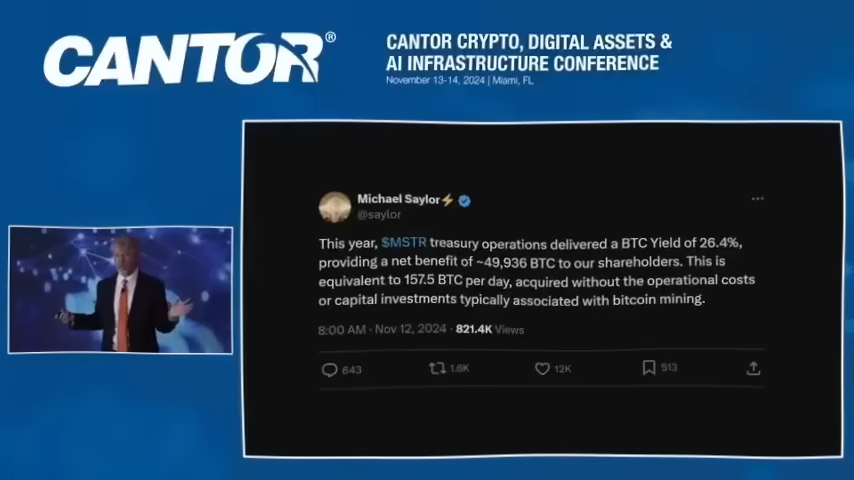 CANTOR®
CANTOR CRYPTO, DIGITAL ASSETS &
AI INFRASTRUCTURE CONFERENCE
November 13-14, 2024 | Miami, FL
Michael Saylor⚡
@saylor
This year, $MSTR treasury operations delivered a BTC Yield of 26.4%,
providing a net benefit of ~49,936 BTC to our shareholders. This is
equivalent to 157.5 BTC per day, acquired without the operational costs
or capital investments typically associated with bitcoin mining.
8:00 AM · Nov 12, 2024 · 821.4K Views
643 1.6K 12K 513